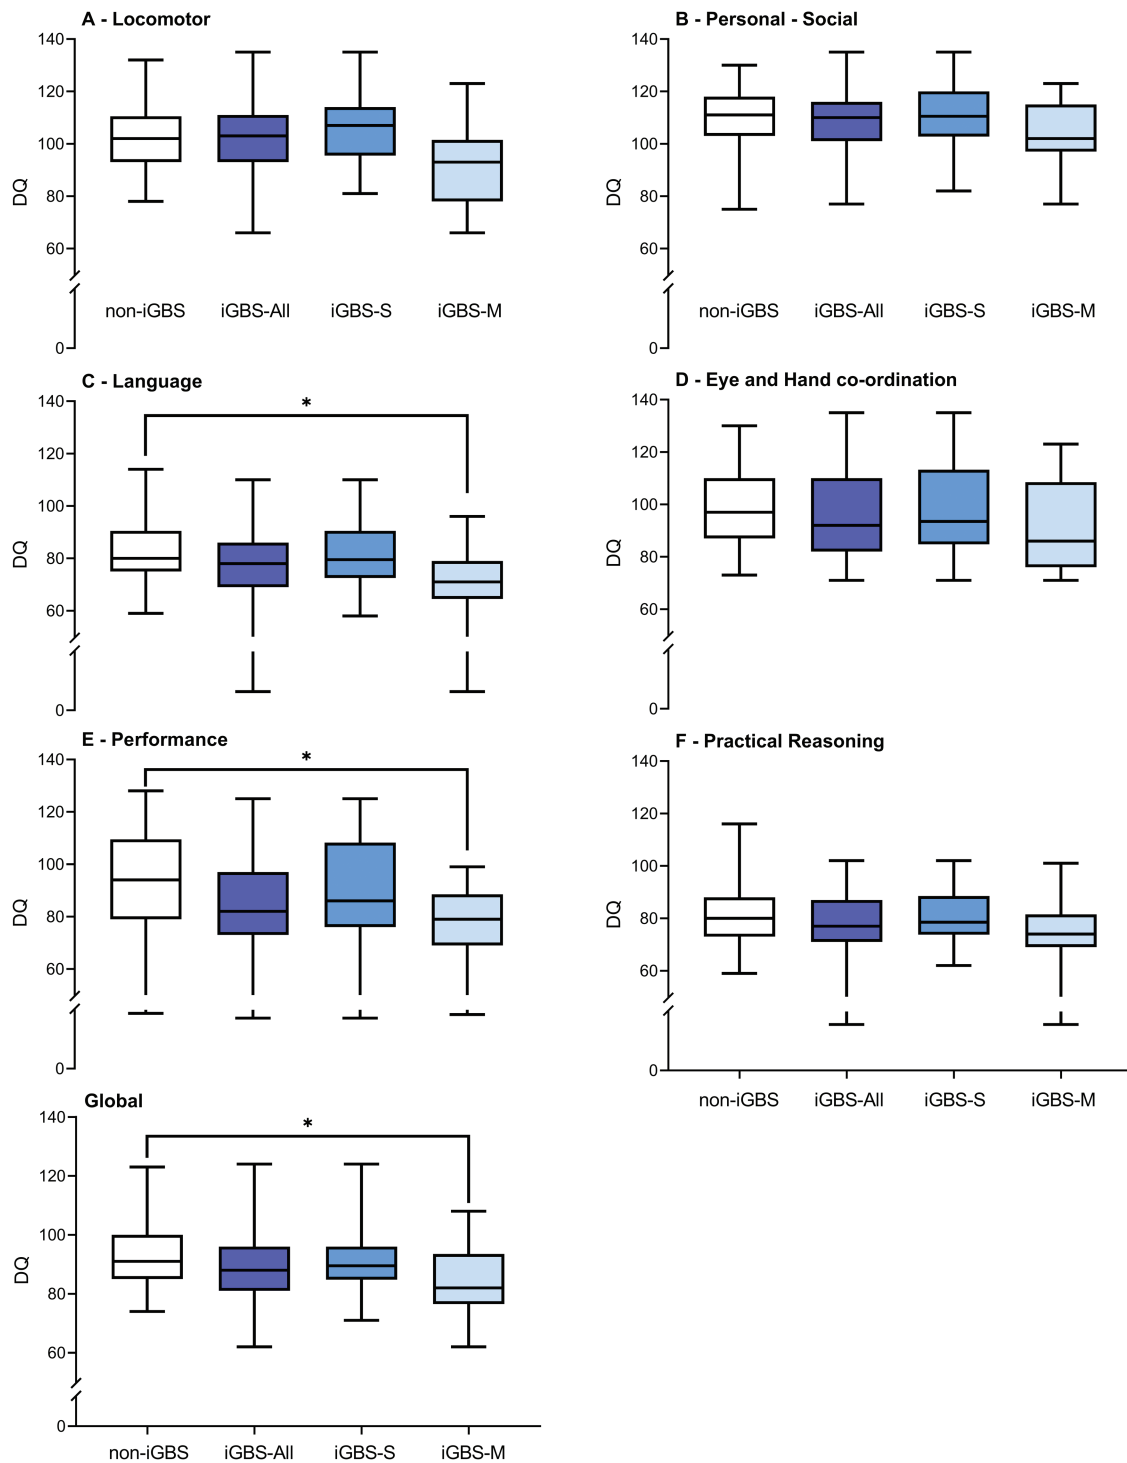 A - Locomotor
140
120
100
80
60
0
DQ
non-iGBS iGBS-All iGBS-S iGBS-M
B - Personal - Social
140
120
100
80
60
0
DQ
non-iGBS iGBS-All iGBS-S iGBS-M
C - Language
*
140
120
100
80
60
0
DQ
D - Eye and Hand co-ordination
140
120
100
80
60
0
DQ
E - Performance
*
140
120
100
80
60
0
DQ
F - Practical Reasoning
140
120
100
80
60
0
DQ
non-iGBS iGBS-All iGBS-S iGBS-M
Global
*
140
120
100
80
60
0
DQ
non-iGBS iGBS-All iGBS-S iGBS-M